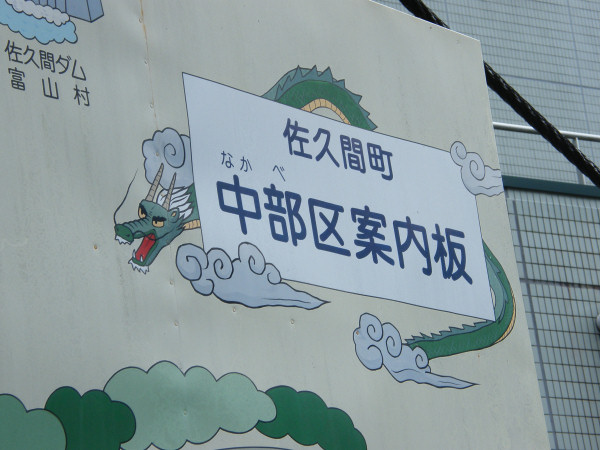 佐久間ダム
富山村
佐久間町
なかべ
中部区案内板